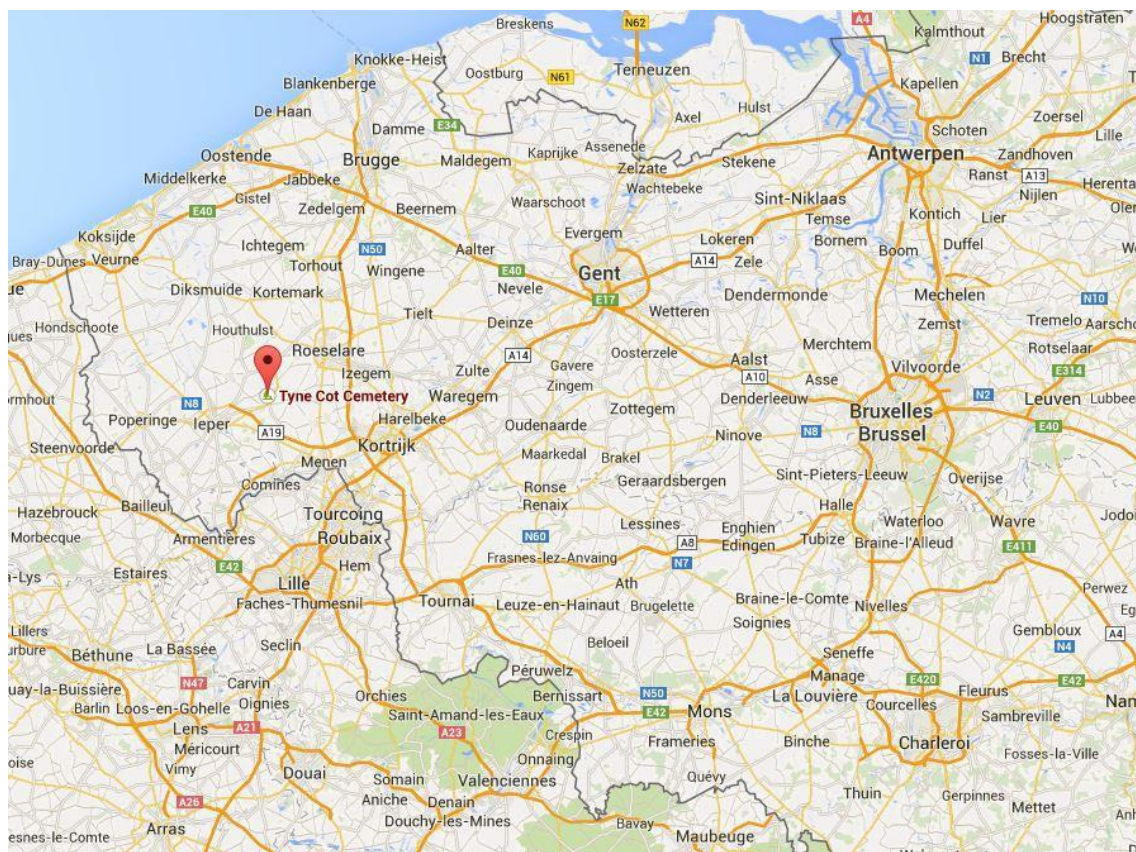 Breskens
N62
A4
Hoogstraten
Kalmthout
Knokke-Heist
N1
Brecht
Oostburg
N61
Terneuzen
Kapellen
Blankenberge
De Haan
Hulst
Axel
Damme
E34
Schoten
Zoersel
Lille
Oostende
Brugge
Maldegem
Kaprijke
Assenede
Zelzate
Stekene
Antwerpen
Zandhoven
Middelkerke
Jabbeke
Wachtebeke
Ranst
A13
Herenta
Gistel
Zedelgem
Beernem
Waarschoot
Sint-Niklaas
Nijlen
E40
Temse
Kontich
Lier
Olen
Koksijde
Evergem
Lokeren
Bornem
Duffel
Ichtegem
N50
Aalter
Boom
Bray-Dunes
Veurne
Torhout
Wingene
E40
Gent
A14
Zele
Diksmuide
Kortemark
Nevele
E17
Dendermonde
Mechelen
N10
Hondschoote
Houthulst
Tielt
Deinze
Wetteren
Zemst
Tremelo
Aarscho
Roeselare
A14
Oosterzele
Merchtem
Rotselaar
Izegem
Zulte
Gavere
Aalst
Vilvoorde
E314
Tyne Cot Cemetery
Waregem
Zingem
A10
Asse
N8
Zottegem
Denderleeuw
Bruxelles
Brussel
N2
Leuven
Lubbee
Poperinge
Ieper
Harelbeke
Oudenaarde
N8
E40
A19
Kortrijk
Ninove
Steenvoorde
Menen
Maarkedal
Brakel
Sint-Pieters-Leeuw
Comines
Ronse
Renaix
Geraardsbergen
Overijse
Bailleul
Halle
Hazebrouck
Tourcoing
Roubaix
Lessines
Enghien
Edingen
Waterloo
Wavre
Jodoi
Morbecque
Armentières
N60
A8
Tubize
Braine-l'Alleud
E42
Hem
Frasnes-lez-Anvaing
N7
E411
Estaires
Lille
Ath
Perwez
Faches-Thumesnil
Tournai
Leuze-en-Hainaut
Brugelette
Braine-le-Comte
Nivelles
Soignies
Lillers
Seclin
Beloeil
Gembloux
A4
Béthune
La Bassée
Seneffe
N4
Péruwelz
Manage
N47
Carvin
Orchies
Bernissart
N50
La Louvière
E420
Fleurus
E42
Barlin
Loos-en-Gohelle
Oignies
Saint-Amand-les-Eaux
E42
Mons
Courcelles
Sambreville
Lens
A21
A23
Crespin
Frameries
Binche
Charleroi
Méricourt
Onnaing
Fosses-la-Ville
Vimy
Douai
Somain
Valenciennes
Quévy
Thuin
Gerpinnes
A26
Aniche
Denain
Mettet
Arras
Douchy-les-Mines
Bavay
Maubeuge